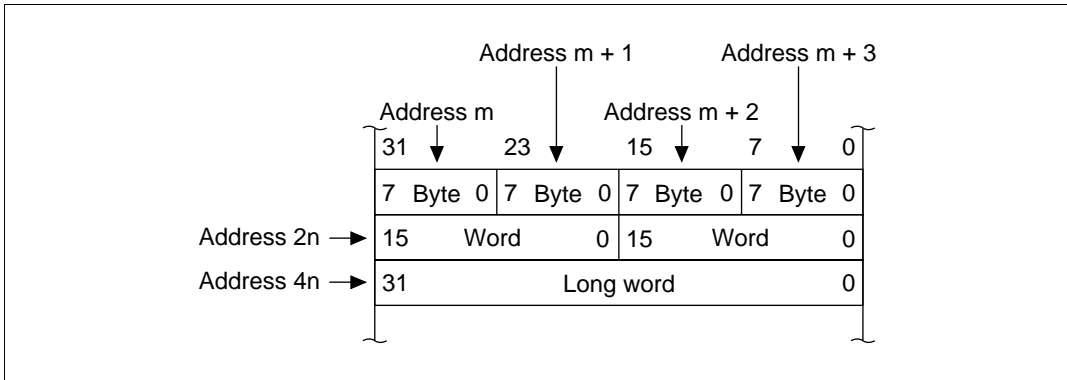 Address m + 1 Address m + 3
Address m Address m + 2
31 23 15 7 0
7 Byte 0 7 Byte 0 7 Byte 0 7 Byte 0
Address 2n 15 Word 0 15 Word 0
Address 4n 31 Long word 0